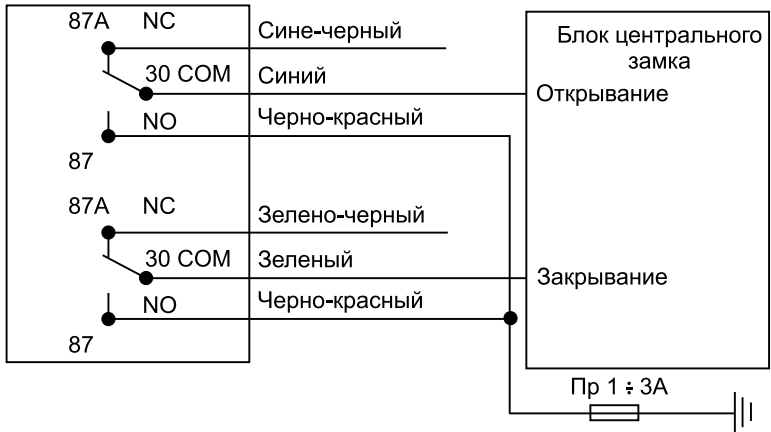 87A NC
Сине-черный
30 COM
Синий
NO
Черно-красный
87
87A NC
Зелено-черный
30 COM
Зеленый
NO
Черно-красный
87
Блок центрального
замка
Открывание
Закрывание
Пр 1 ÷ 3А